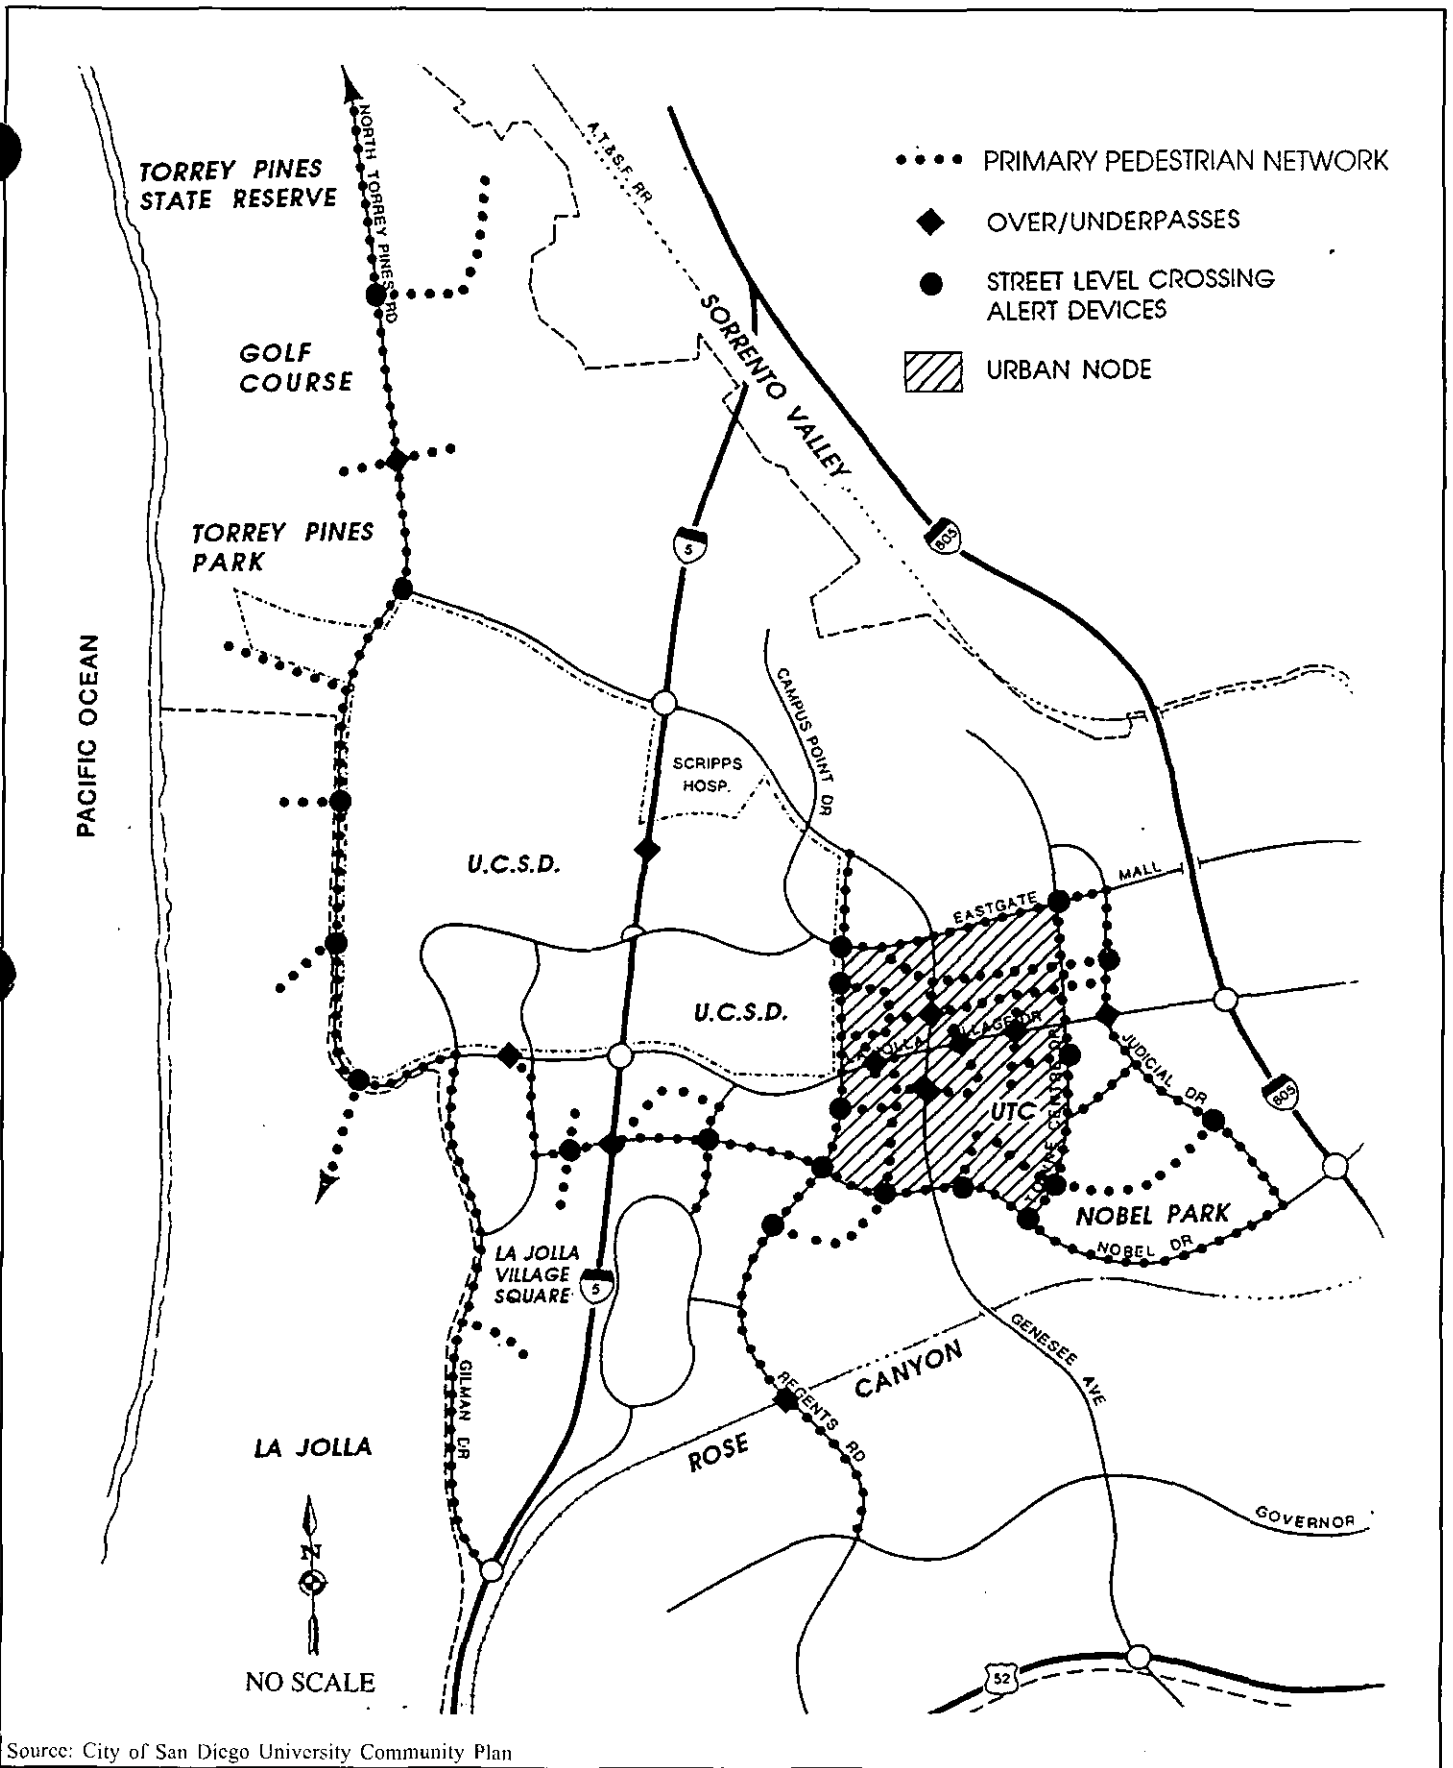 TORREY PINES
STATE RESERVE
NORTH TORREY PINES RD
A.T.&S.F. RR
PRIMARY PEDESTRIAN NETWORK
OVER/UNDERPASSES
STREET LEVEL CROSSING
ALERT DEVICES
URBAN NODE
GOLF
COURSE
SORRENTO VALLEY
TORREY PINES
PARK
5
805
PACIFIC OCEAN
CAMPUS POINT DR
SCRIPPS
HOSP.
U.C.S.D.
EASTGATE
MALL
U.C.S.D.
LA JOLLA VILLAGE DR
JUDICIAL DR
805
UTC
TOWNE CENTRE DR
NOBEL PARK
NOBEL DR
LA JOLLA
VILLAGE
SQUARE
5
GENESEE AVE
CANYON
ROSE
REGENTS RD
GILMAN DR
LA JOLLA
GOVERNOR
N
NO SCALE
52
Source: City of San Diego University Community Plan